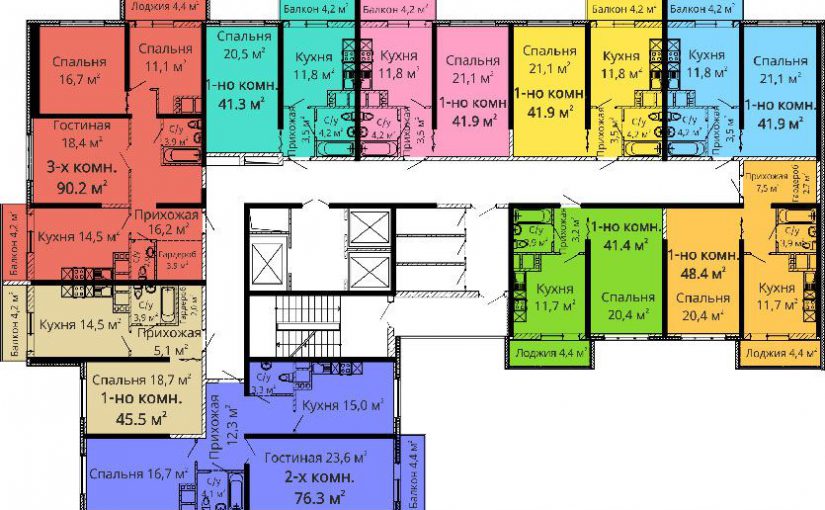 Лоджия 4,4 м²
Балкон 4,2 м²
Балкон 4,2 м²
Балкон 4,2 м²
Балкон 4,2 м²
Спальня
16,7 м²
Спальня
11,1 м²
Гостиная
18,4 м²
3-х комн.
90.2 м²
С/у
3,9 м²
Кухня 14,5 м²
Прихожая
16,2 м²
Гардероб
Балкон 4,2 м²
Спальня
20,5 м²
1-но комн.
41.3 м²
Кухня
11,8 м²
Прихожая
3,5 м²
С/у
4,2 м²
Кухня
11,8 м²
С/у
4,2 м²
Прихожая
3,5 м²
Спальня
21,1 м²
1-но комн.
41.9 м²
Спальня
21,1 м²
1-но комн.
41.9 м²
Кухня
11,8 м²
Прихожая
3,5 м²
С/у
4,2 м²
Кухня
11,8 м²
С/у
4,2 м²
Прихожая
3,5 м²
Спальня
21,1 м²
1-но комн.
41.9 м²
Прихожая
7,5 м²
Гардероб
2,7 м²
С/у
3,9 м²
Прихожая
3,2 м²
1-но комн.
41.4 м²
Кухня
11,7 м²
Спальня
20,4 м²
Лоджия 4,4 м²
1-но комн.
48.4 м²
Спальня
20,4 м²
С/у
3,9 м²
Кухня
11,7 м²
Лоджия 4,4 м²
Балкон 4,2 м²
Кухня 14,5 м²
С/у
3,9 м²
Гардероб
2,0 м²
Прихожая
5,1 м²
Спальня 18,7 м²
1-но комн.
45.5 м²
С/у
3,3 м²
Кухня 15,0 м²
Прихожая
12,3 м²
Спальня 16,7 м²
С/у
4,1 м²
Гостиная 23,6 м²
2-х комн.
76.3 м²
Балкон 4,4 м²